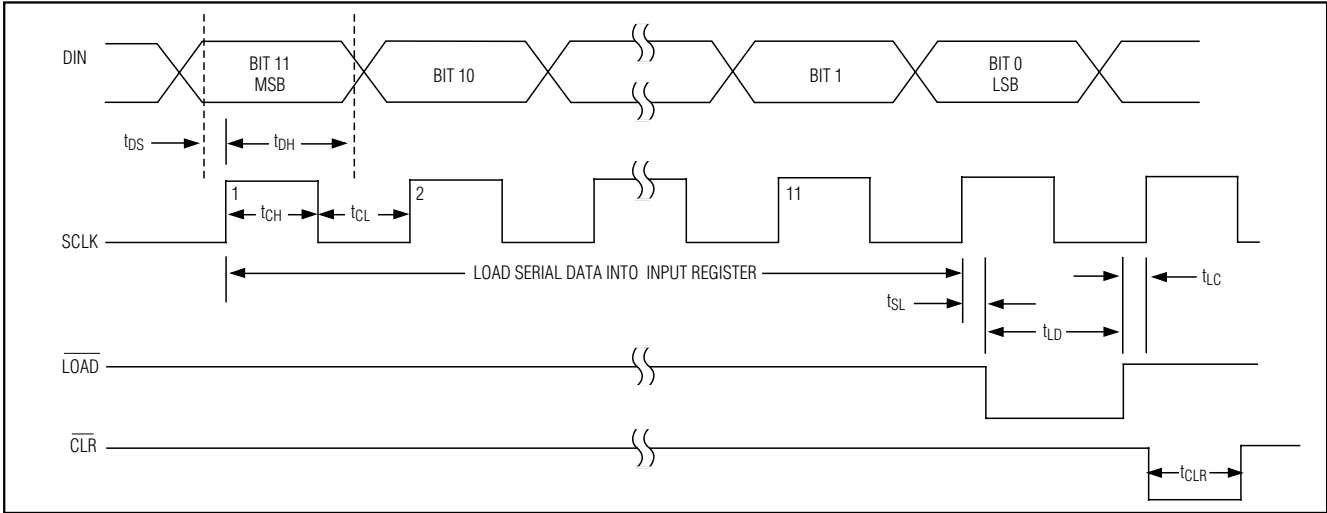 DIN
BIT 11
MSB
BIT 10
BIT 1
BIT 0
LSB
tDS
tDH
1
2
11
tCH
tCL
SCLK
LOAD SERIAL DATA INTO INPUT REGISTER
tLC
tSL
tLD
LOAD
CLR
tCLR